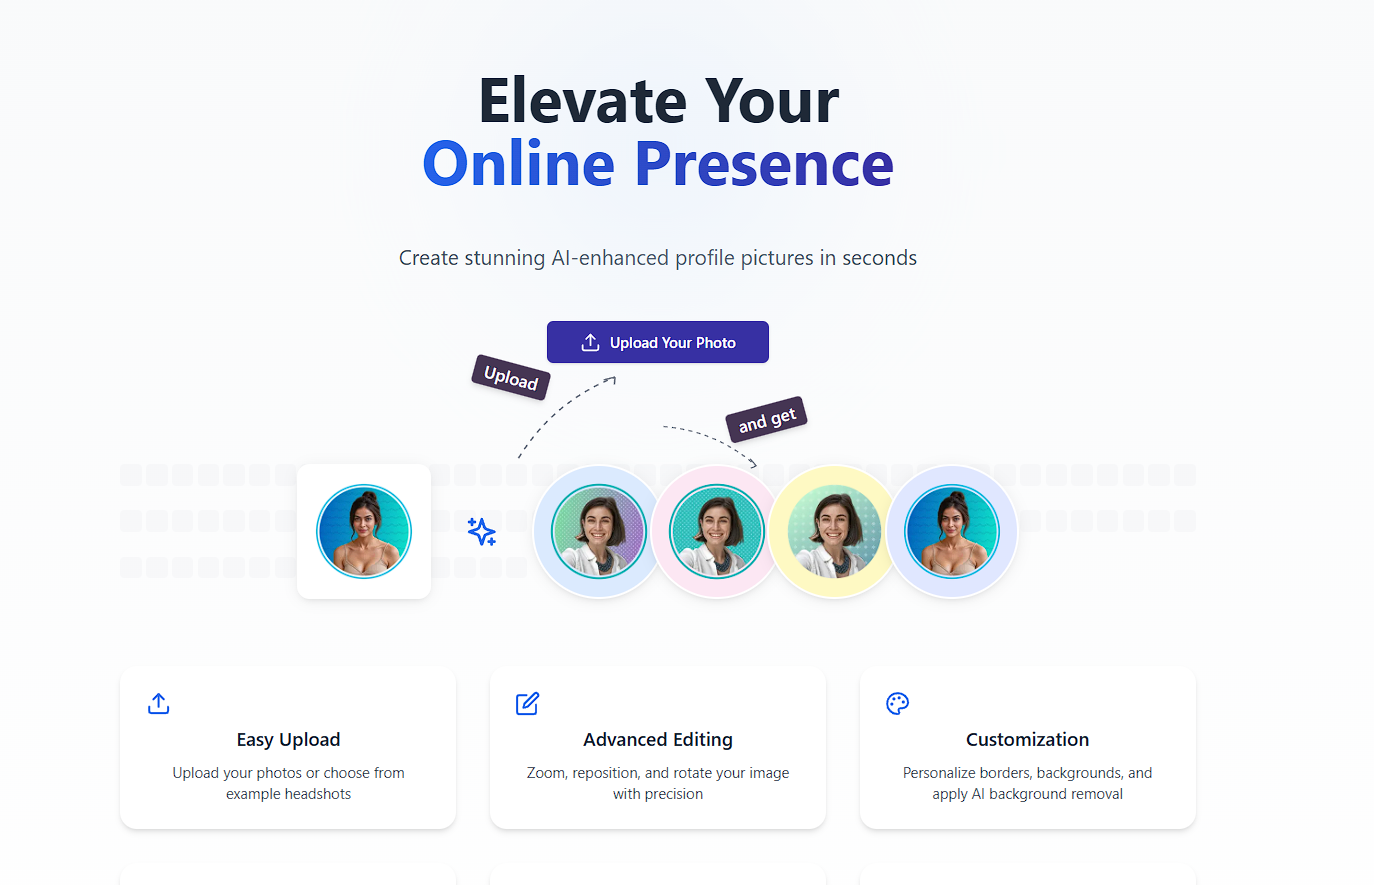 Elevate Your
Online Presence
Create stunning AI-enhanced profile pictures in seconds
Upload Your Photo
Upload
and get
Easy Upload
Upload your photos or choose from
example headshots
Advanced Editing
Zoom, reposition, and rotate your image
with precision
Customization
Personalize borders, backgrounds, and
apply AI background removal